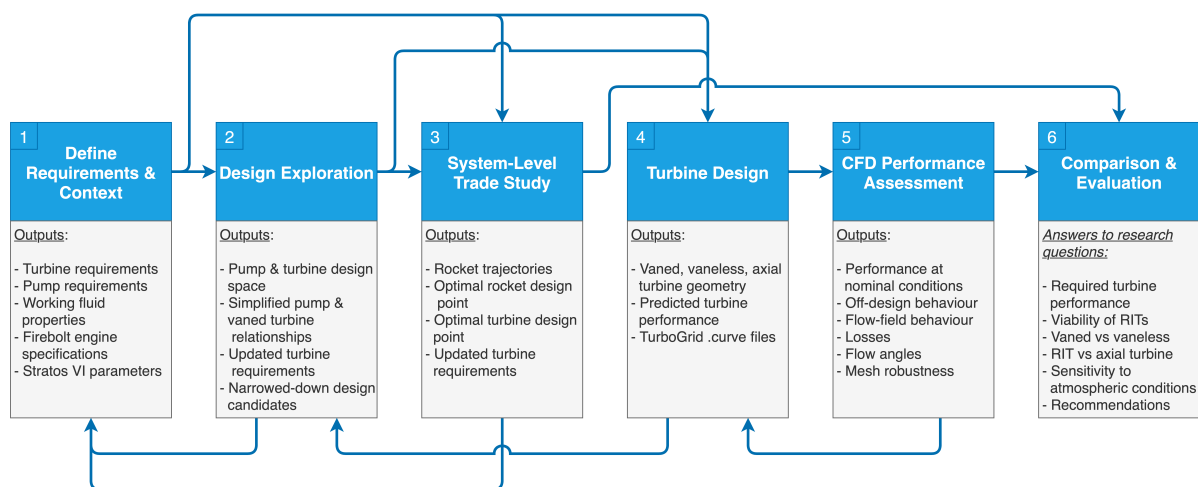 1
Define
Requirements &
Context
Outputs:
- Turbine requirements
- Pump requirements
- Working fluid
properties
- Firebolt engine
specifications
- Stratos VI parameters
2
Design Exploration
Outputs:
- Pump & turbine design
space
- Simplified pump &
vaned turbine
relationships
- Updated turbine
requirements
- Narrowed-down design
candidates
3
System-Level
Trade Study
Outputs:
- Rocket trajectories
- Optimal rocket design
point
- Optimal turbine design
point
- Updated turbine
requirements
4
Turbine Design
Outputs:
- Vaned, vaneless, axial
turbine geometry
- Predicted turbine
performance
- TurboGrid .curve files
5
CFD Performance
Assessment
Outputs:
- Performance at
nominal conditions
- Off-design behaviour
- Flow-field behaviour
- Losses
- Flow angles
- Mesh robustness
6
Comparison &
Evaluation
Answers to research
questions:
- Required turbine
performance
- Viability of RITs
- Vaned vs vaneless
- RIT vs axial turbine
- Sensitivity to
atmospheric conditions
- Recommendations